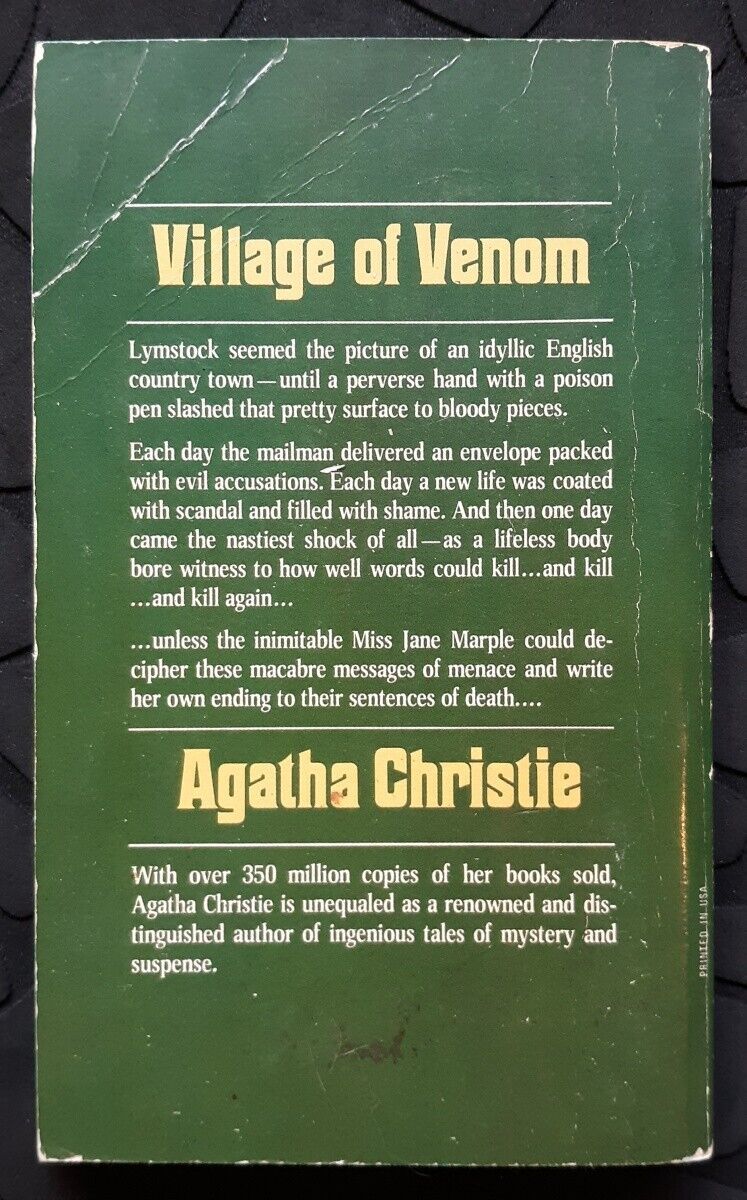 Village of Venom
Lymstock seemed the picture of an idyllic English
country town—until a perverse hand with a poison
pen slashed that pretty surface to bloody pieces.
Each day the mailman delivered an envelope packed
with evil accusations. Each day a new life was coated
with scandal and filled with shame. And then one day
came the nastiest shock of all—as a lifeless body
bore witness to how well words could kill...and kill
...and kill again...
...unless the inimitable Miss Jane Marple could de-
cipher these macabre messages of menace and write
her own ending to their sentences of death....
Agatha Christie
With over 350 million copies of her books sold,
Agatha Christie is unequaled as a renowned and dis-
tinguished author of ingenious tales of mystery and
suspense.
PRINTED IN USA